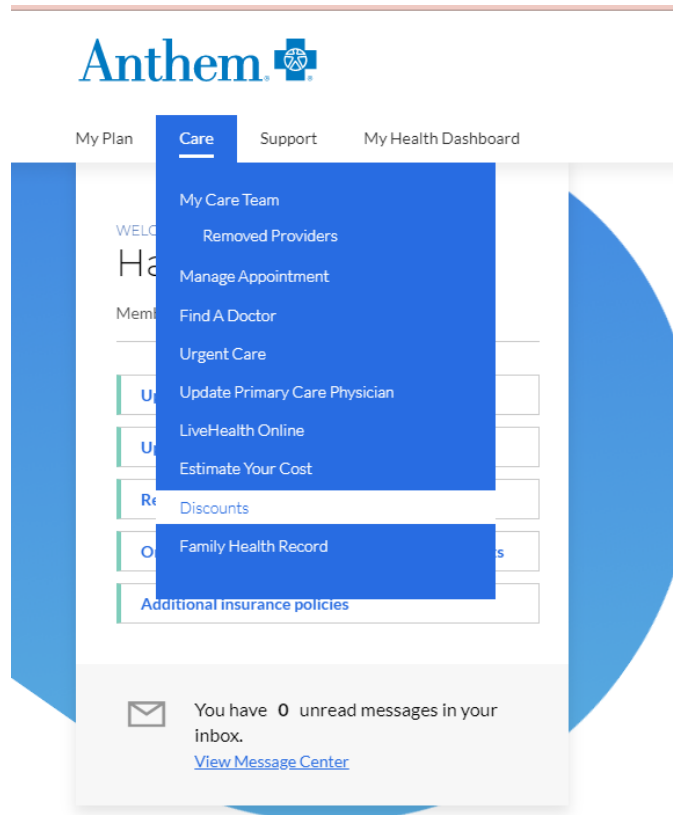 Anthem
My Plan Care Support My Health Dashboard
My Care Team
Removed Providers
Manage Appointment
Find A Doctor
Urgent Care
Update Primary Care Physician
LiveHealth Online
Estimate Your Cost
Discounts
Family Health Record
Additional insurance policies
You have 0 unread messages in your
inbox.
View Message Center